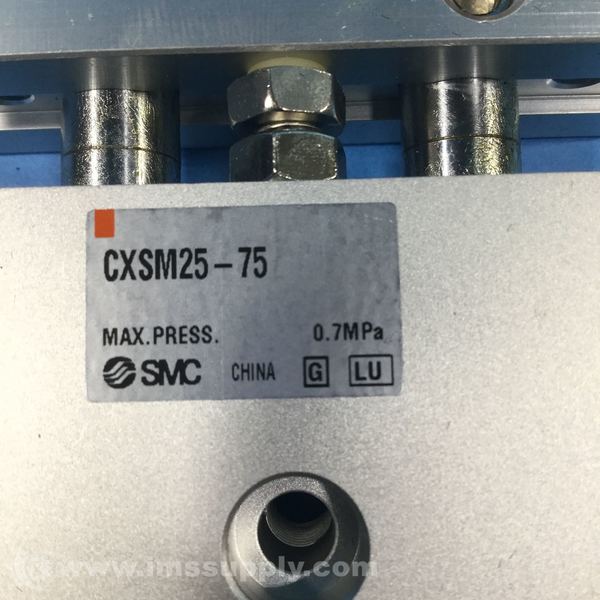 CXSM25-75
MAX.PRESS. 0.7MPa
SMC CHINA G LU
www.imssupply.com